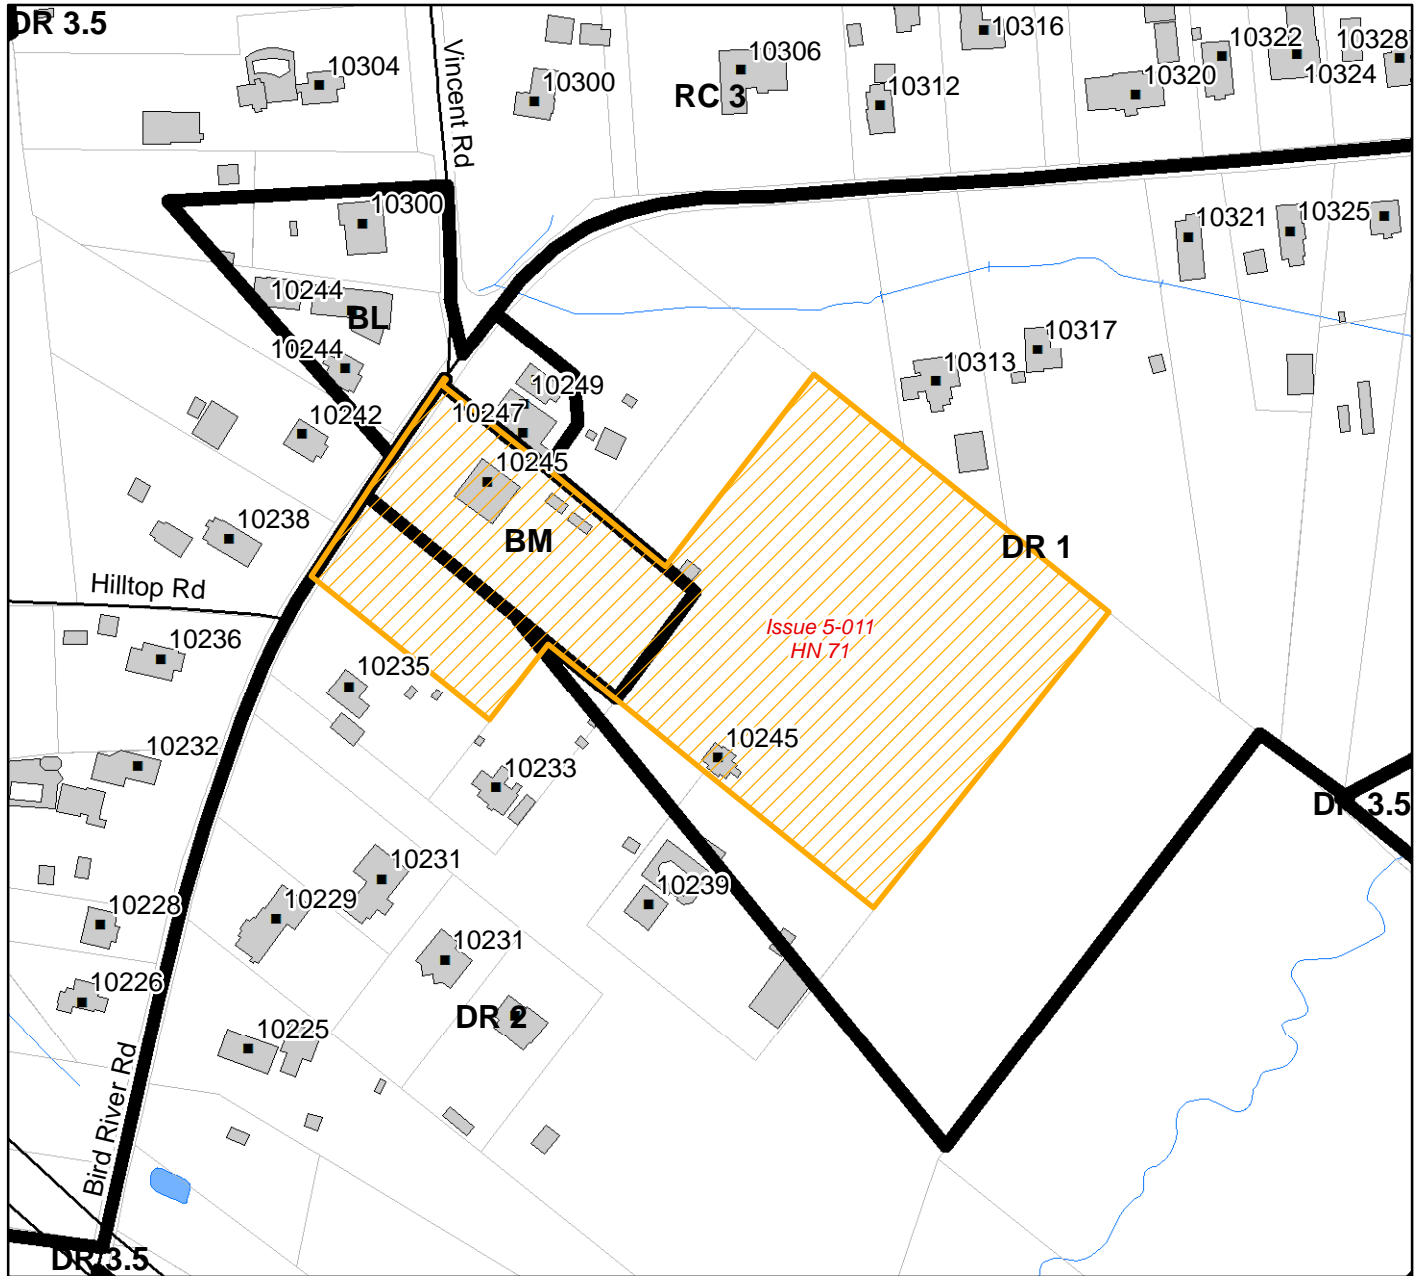 DR 3.5
10304
Vincent Rd
10300
10306
RC 3
10312
10316
10320
10322
10324
10328
10300
10321
10325
10244
BL
10244
10249
10247
10242
10245
10313
10317
BM
DR 1
10238
Hilltop Rd
Issue 5-011
HN 71
10236
10235
10245
10232
10233
DR 3.5
10231
10229
10239
10228
10231
10226
DR 2
10225
Bird River Rd
DR 3.5